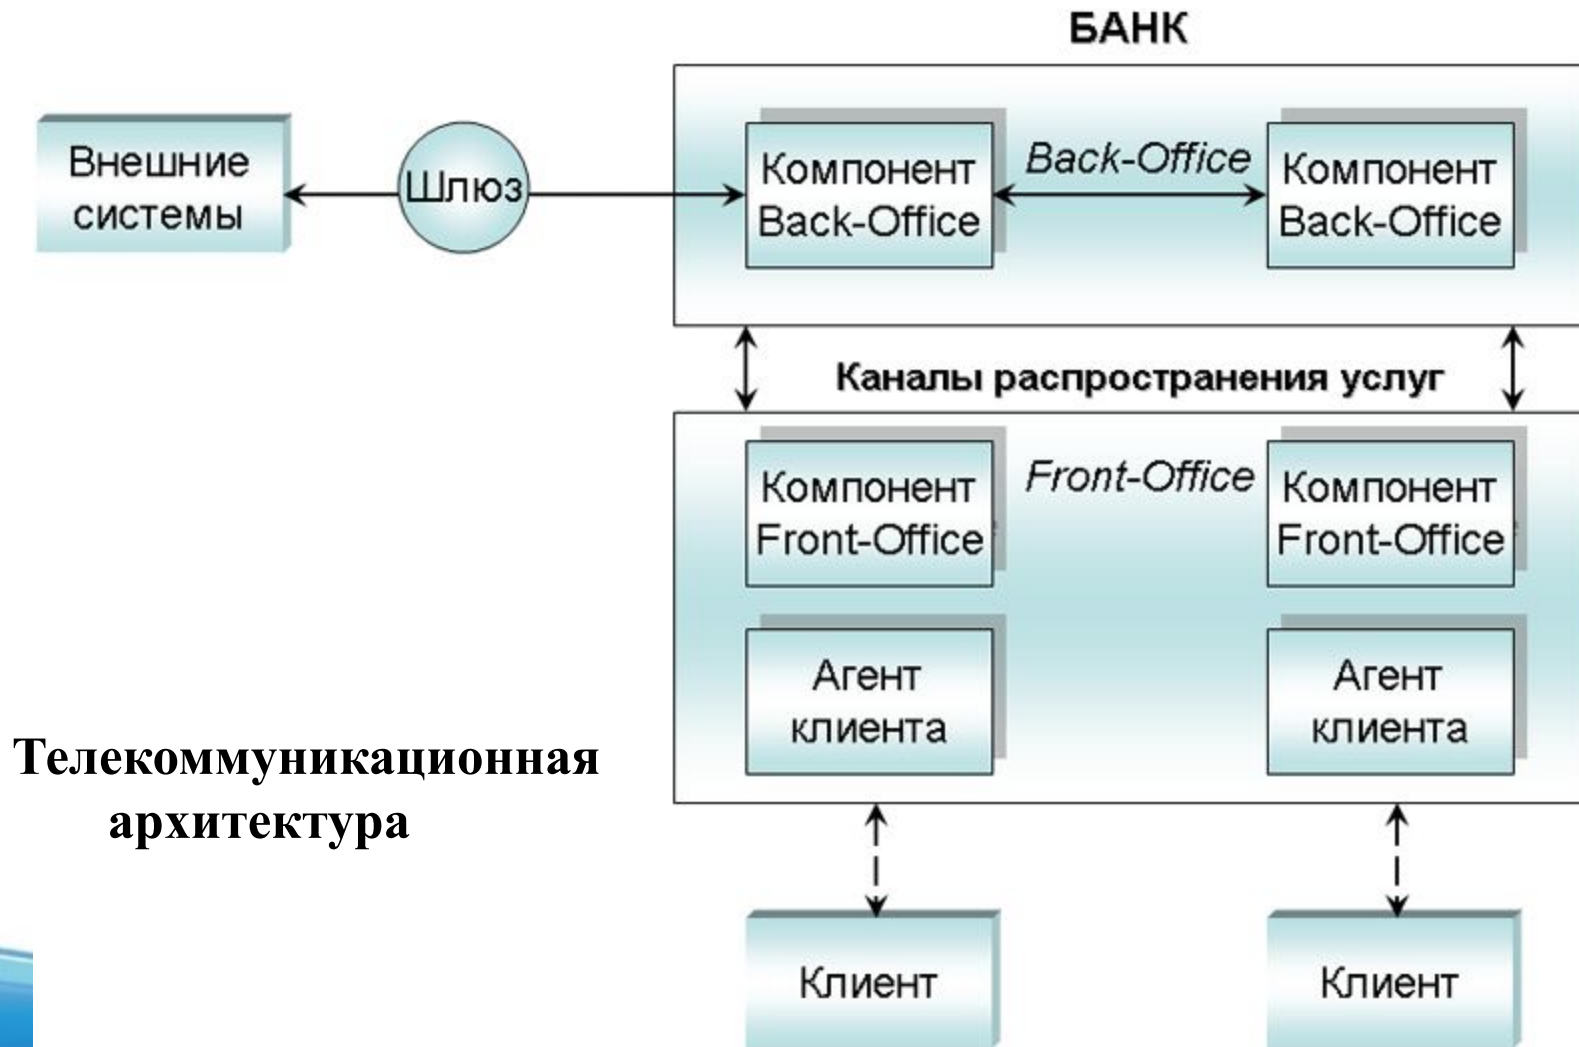 БАНК
Внешние
системы
Шлюз
Компонент
Back-Office
Back-Office
Компонент
Back-Office
Каналы распространения услуг
Компонент
Front-Office
Front-Office
Компонент
Front-Office
Агент
клиента
Агент
клиента
Телекоммуникационная
архитектура
Клиент
Клиент